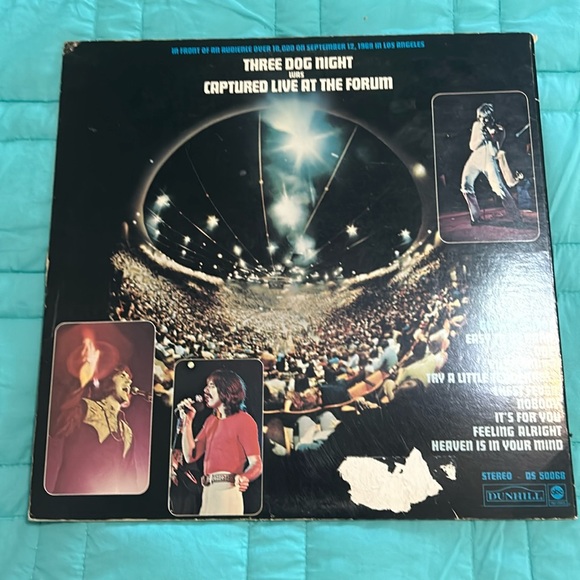 IN FRONT OF AN AUDIENCE OVER 18,000 ON SEPTEMBER 12, 1969 IN LOS ANGELES
THREE DOG NIGHT
WAS
CAPTURED LIVE AT THE FORUM
EASY
TRY A LITTLE
NOBODY
IT'S FOR YOU
FEELING ALRIGHT
HEAVEN IS IN YOUR MIND
STEREO DS 50068
DUNHILL